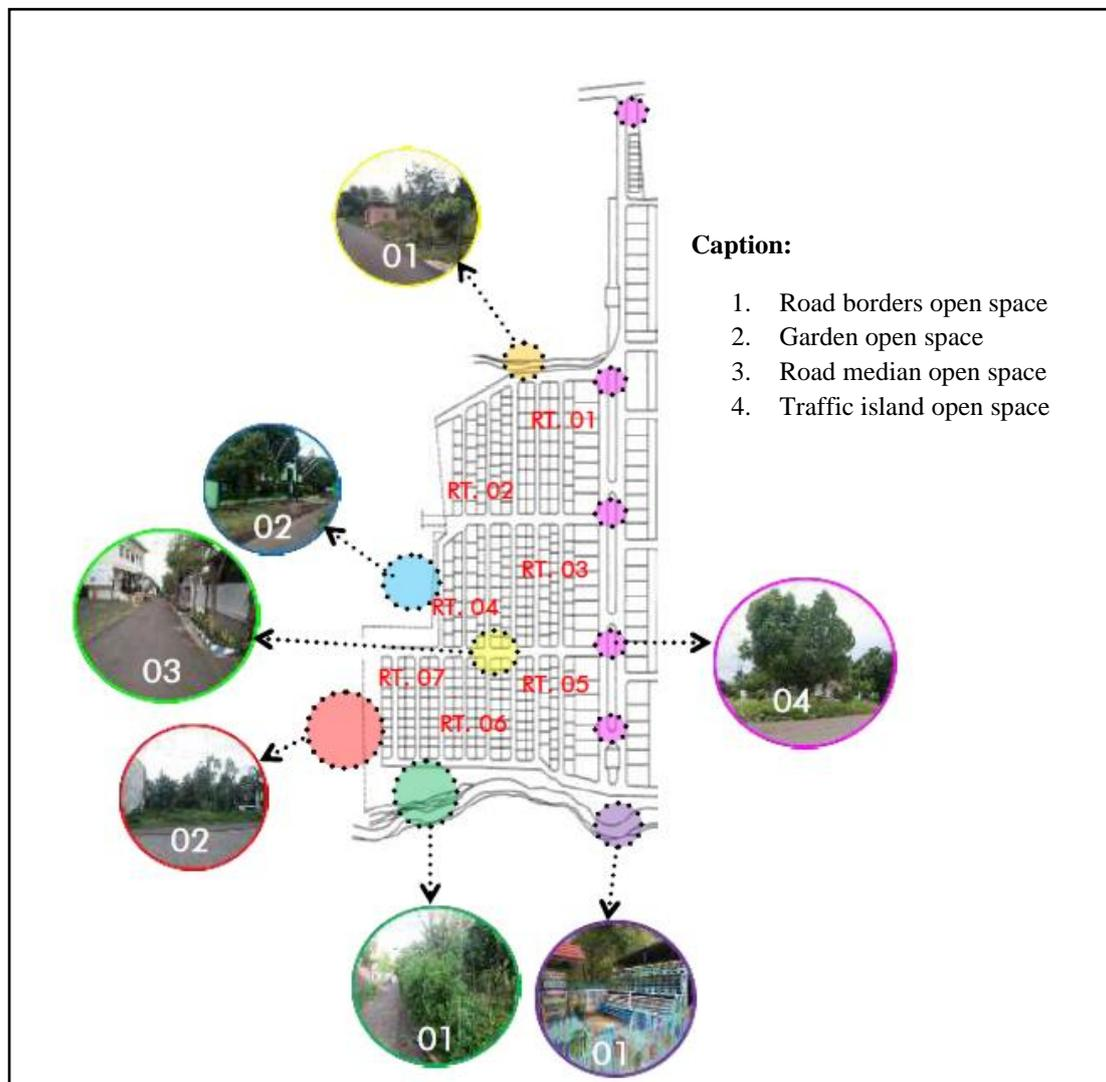 01
Caption:
1. Road borders open space
2. Garden open space
3. Road median open space
4. Traffic island open space
RT. 01
RT. 02
02
RT. 03
RT. 04
03
04
RT. 07
RT. 05
RT. 06
02
01
01